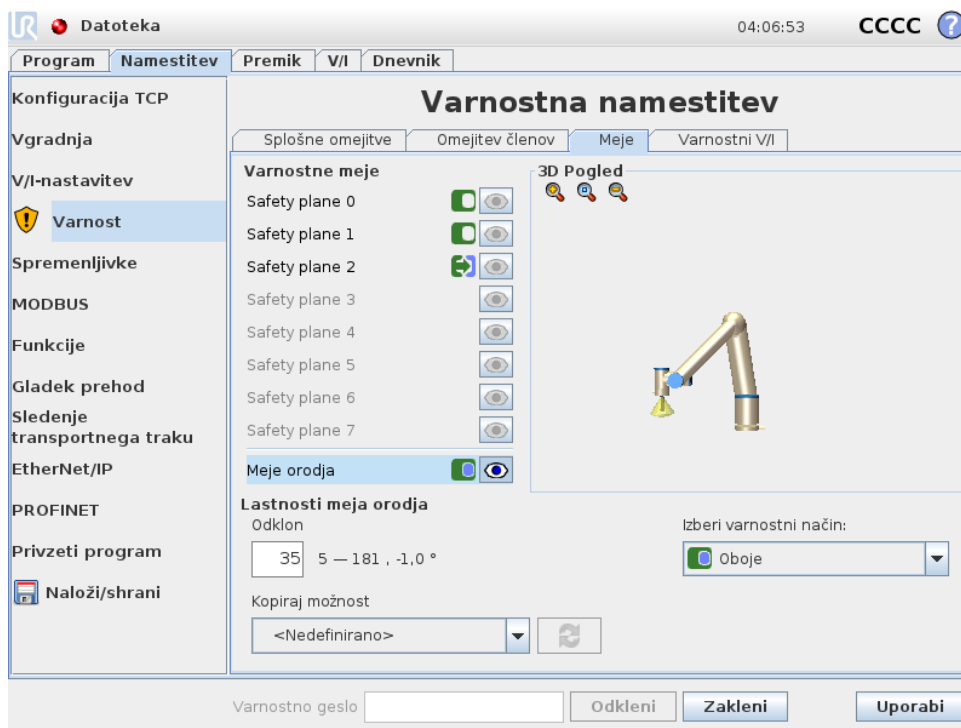 UR Datoteka 04:06:53 CCCC ?
Program Namestitev Premik V/I Dnevnik
Konfiguracija TCP
Vgradnja
V/I-nastavitev
Varnost
Spremenljivke
MODBUS
Funkcije
Gladek prehod
Sledenje
transportnega traku
EtherNet/IP
PROFINET
Privzeti program
Naloži/shrani
Varnostna namestitev
Splošne omejitve Omejitev členov Meje Varnostni V/I
Varnostne meje
Safety plane 0
Safety plane 1
Safety plane 2
Safety plane 3
Safety plane 4
Safety plane 5
Safety plane 6
Safety plane 7
Meje orodja
3D Pogled
Lastnosti meja orodja
Odklon
35 5 — 181 , -1,0 °
Izberi varnostni način:
Oboje
Kopiraj možnost
<Nedefinirano>
Varnostno geslo Odkleni Zakleni Uporabi